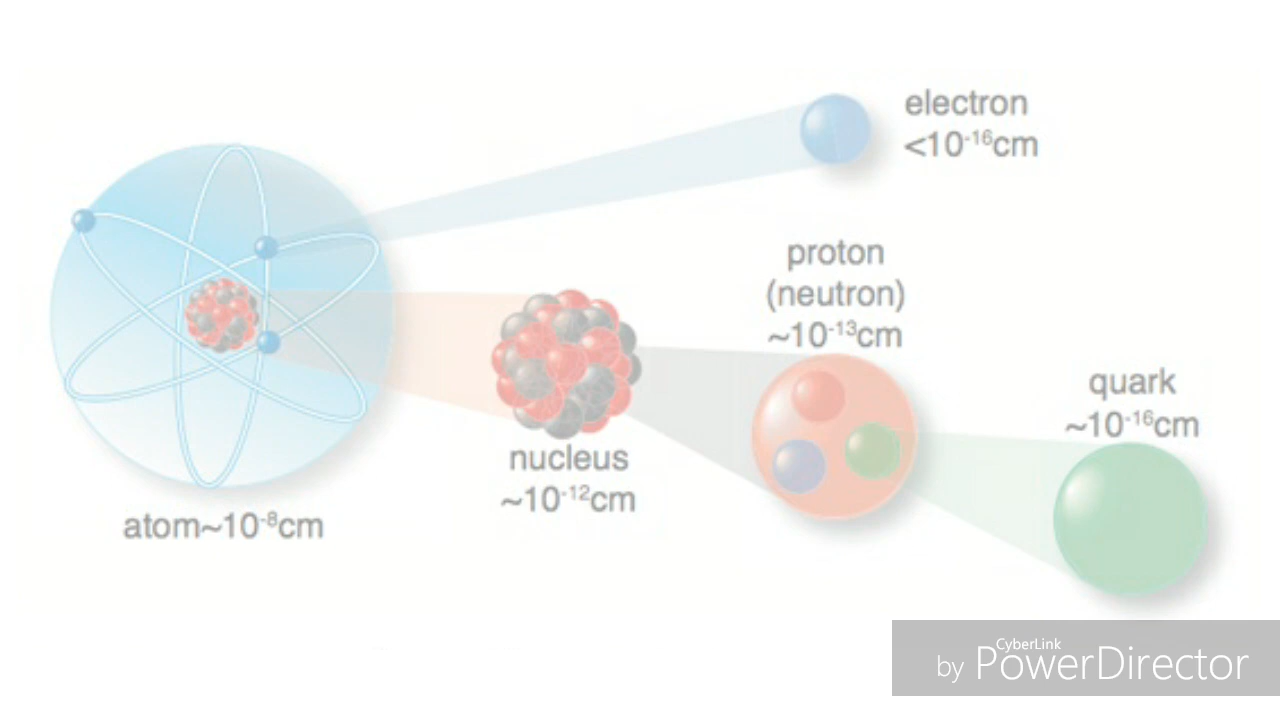 electron
<10⁻¹⁶cm
proton
(neutron)
~10⁻¹³cm
quark
~10⁻¹⁶cm
nucleus
~10⁻¹²cm
atom~10⁻⁸cm
CyberLink
by PowerDirector